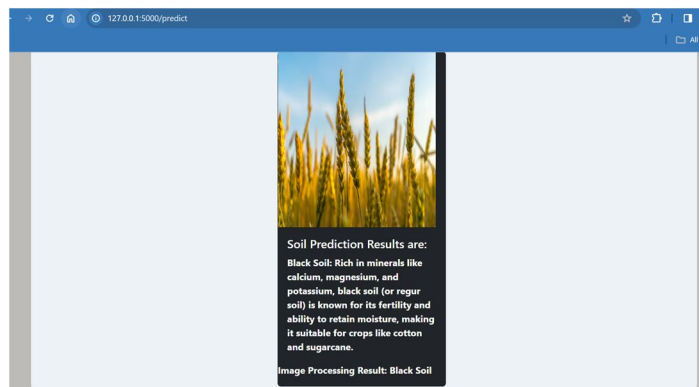 127.0.0.1:5000/predict
All
Soil Prediction Results are:
Black Soil: Rich in minerals like
calcium, magnesium, and
potassium, black soil (or regur
soil) is known for its fertility and
ability to retain moisture, making
it suitable for crops like cotton
and sugarcane.
Image Processing Result: Black Soil